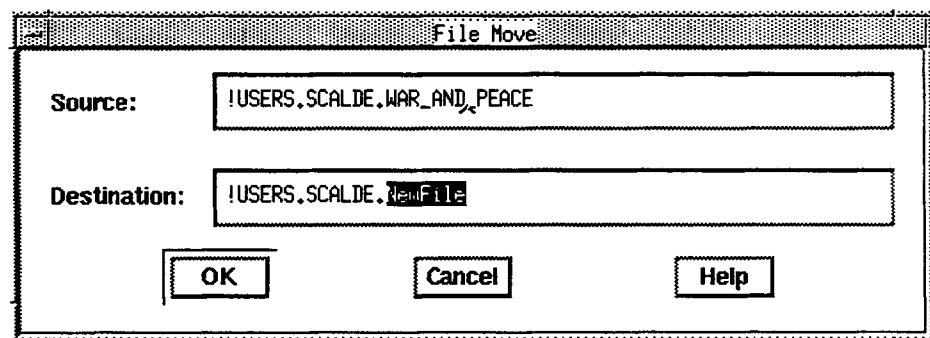 File Move
Source: !USERS.SCALDE.WAR_AND_PEACE
Destination: !USERS.SCALDE.NewFile
OK Cancel Help